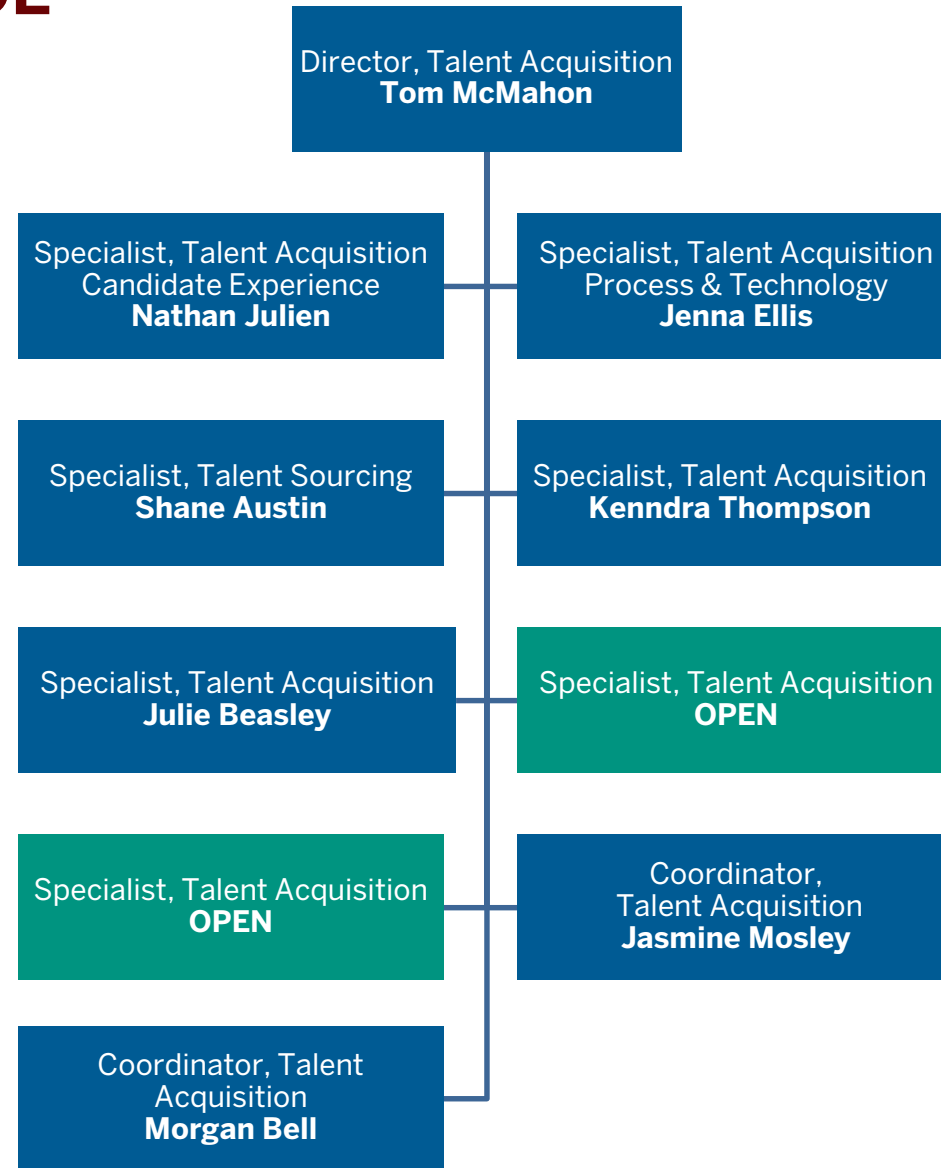 Director, Talent Acquisition
Tom McMahon
Specialist, Talent Acquisition
Candidate Experience
Nathan Julien
Specialist, Talent Acquisition
Process & Technology
Jenna Ellis
Specialist, Talent Sourcing
Shane Austin
Specialist, Talent Acquisition
Kenndra Thompson
Specialist, Talent Acquisition
Julie Beasley
Specialist, Talent Acquisition
OPEN
Specialist, Talent Acquisition
OPEN
Coordinator,
Talent Acquisition
Jasmine Mosley
Coordinator, Talent
Acquisition
Morgan Bell